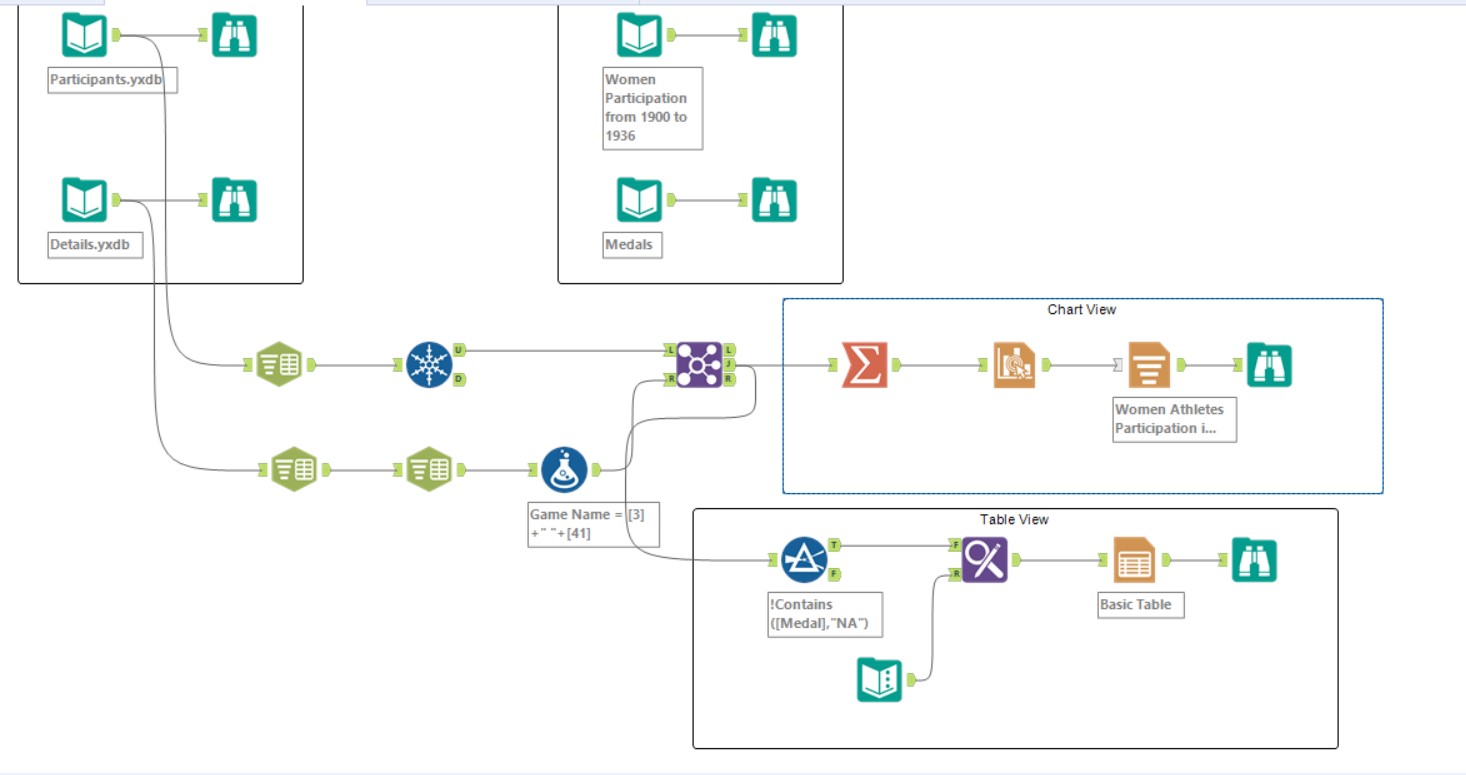 Participants.yxdb
Details.yxdb
Women
Participation
from 1900 to
1936
Medals
U
D
L
R
L
J
R
Game Name = [3]
+" "+[41]
Chart View
Women Athletes
Participation i...
Table View
T
F
!Contains
([Medal],"NA")
F
R
Basic Table